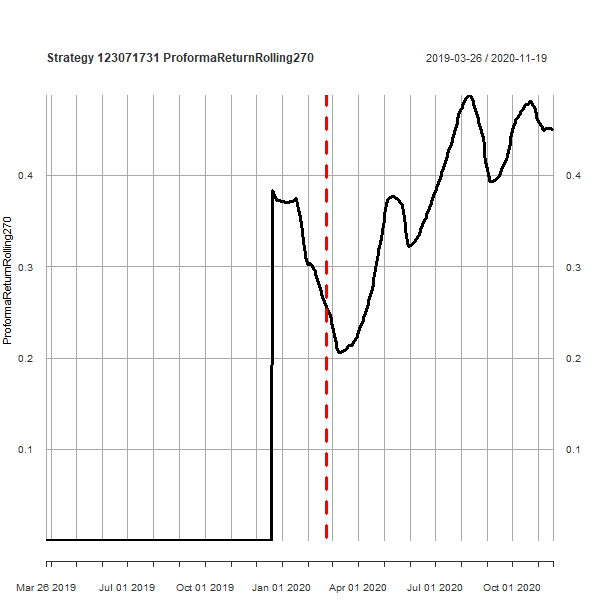 Strategy 123071731 ProformaReturnRolling270 2019-03-26 / 2020-11-19
ProformaReturnRolling270
0.4 0.4
0.3 0.3
0.2 0.2
0.1 0.1
Mar 26 2019 Jul 01 2019 Oct 01 2019 Jan 01 2020 Apr 01 2020 Jul 01 2020 Oct 01 2020